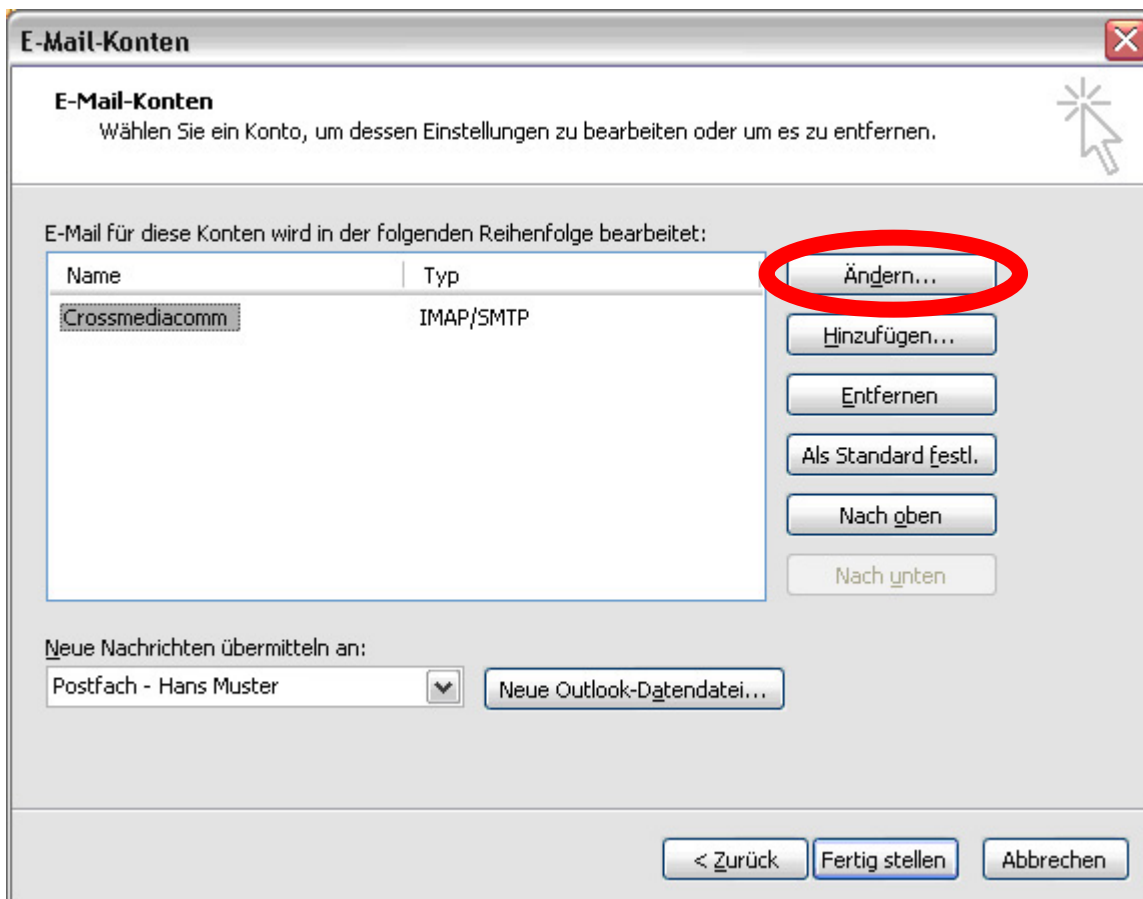 E-Mail-Konten
E-Mail-Konten
Wählen Sie ein Konto, um dessen Einstellungen zu bearbeiten oder um es zu entfernen.
E-Mail für diese Konten wird in der folgenden Reihenfolge bearbeitet:
Name Typ
Crossmediacomm IMAP/SMTP
Ändern...
Hinzufügen...
Entfernen
Als Standard festl.
Nach oben
Nach unten
Neue Nachrichten übermitteln an:
Postfach - Hans Muster Neue Outlook-Datendatei...
< Zurück Fertig stellen Abbrechen